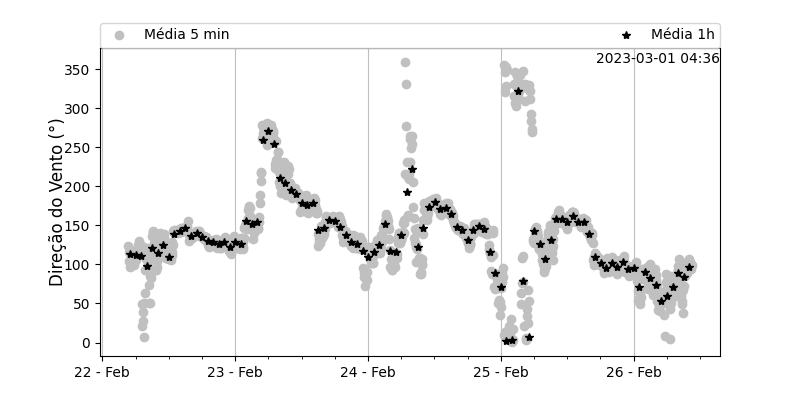 Média 5 min
Média 1h
2023-03-01 04:36
Direção do Vento (°)
350
300
250
200
150
100
50
0
22 - Feb
23 - Feb
24 - Feb
25 - Feb
26 - Feb